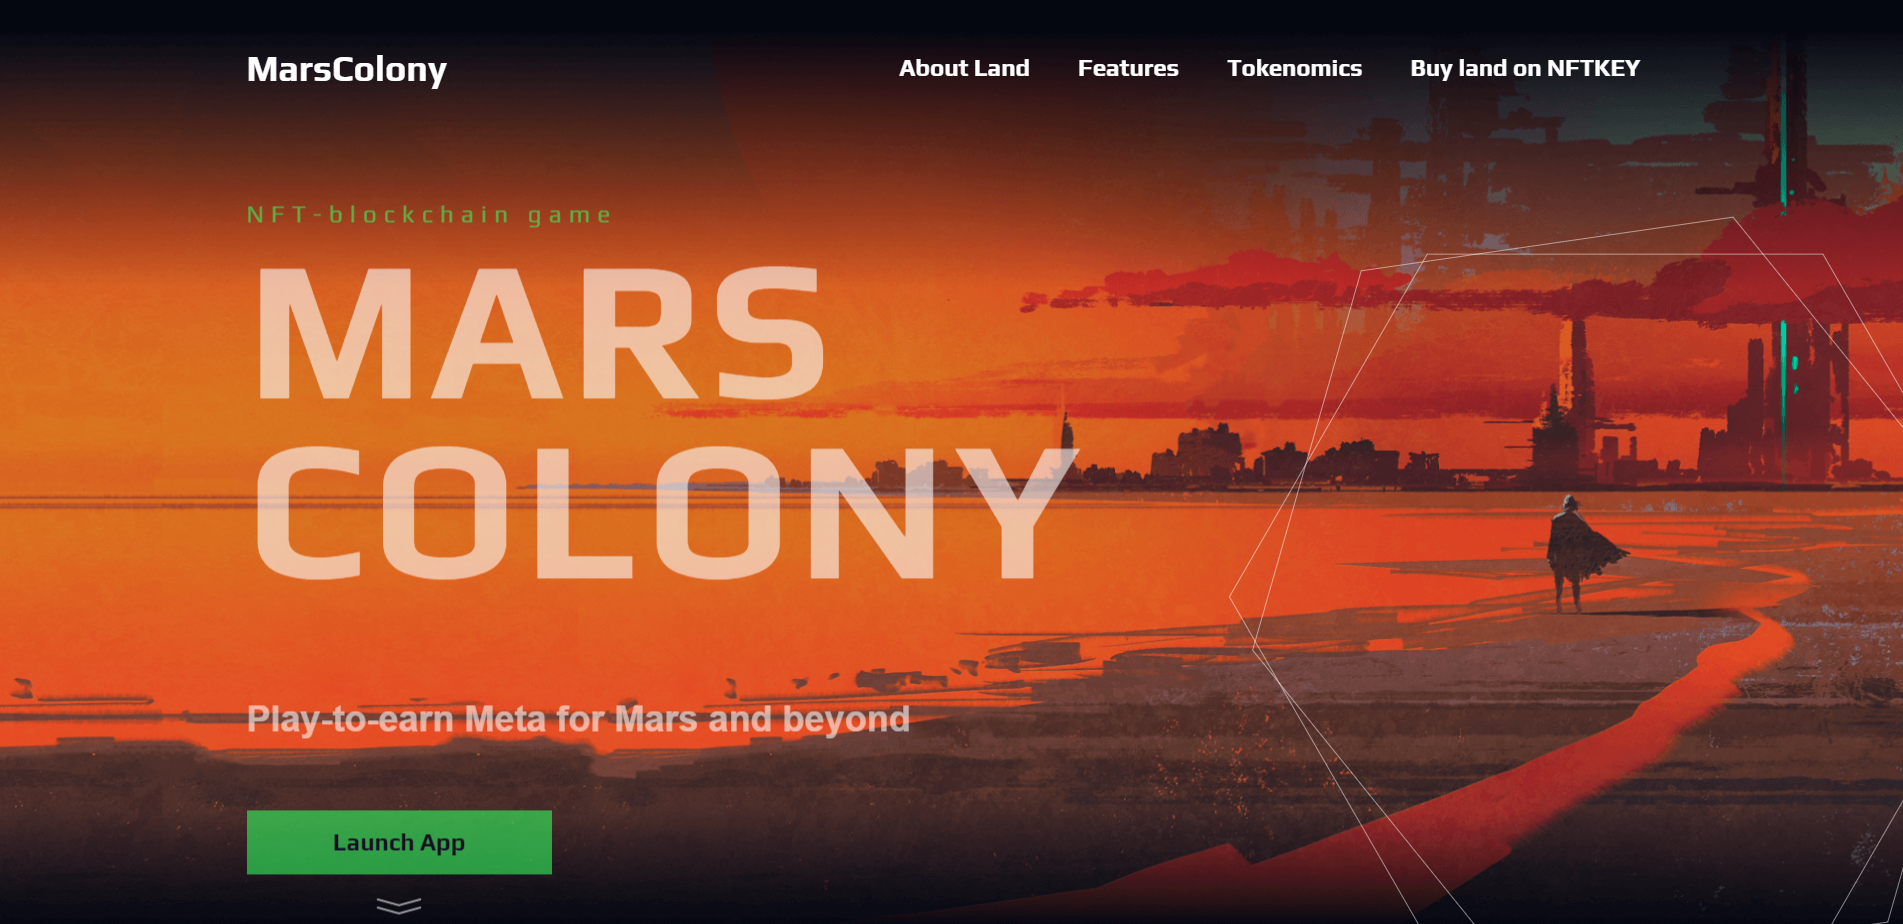 MarsColony
About Land
Features
Tokenomics
Buy land on NFTKEY
NFT-blockchain game
MARS
COLONY
Play-to-earn Meta for Mars and beyond
Launch App